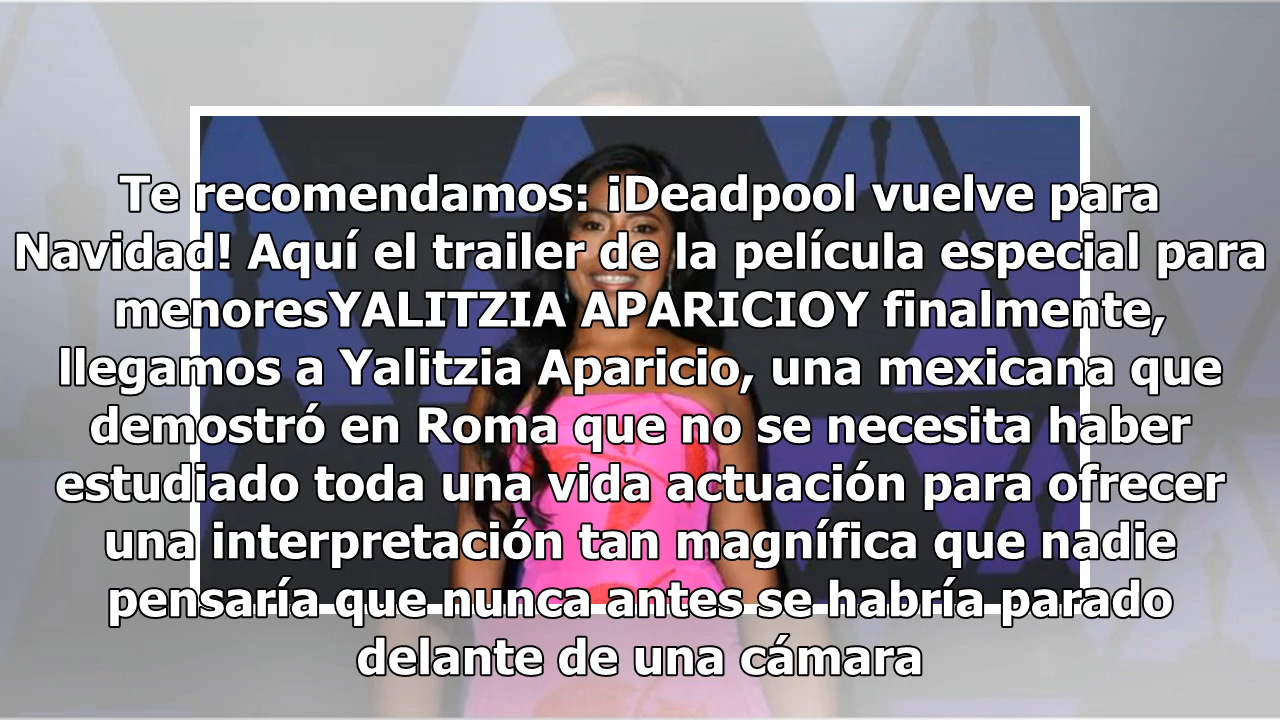 Te recomendamos: ¡Deadpool vuelve para
Navidad! Aquí el trailer de la película especial para
menoresYALITZIA APARICIOY finalmente,
llegamos a Yalitzia Aparicio, una mexicana que
demostró en Roma que no se necesita haber
estudiado toda una vida actuación para ofrecer
una interpretación tan magnífica que nadie
pensaría que nunca antes se habría parado
delante de una cámara